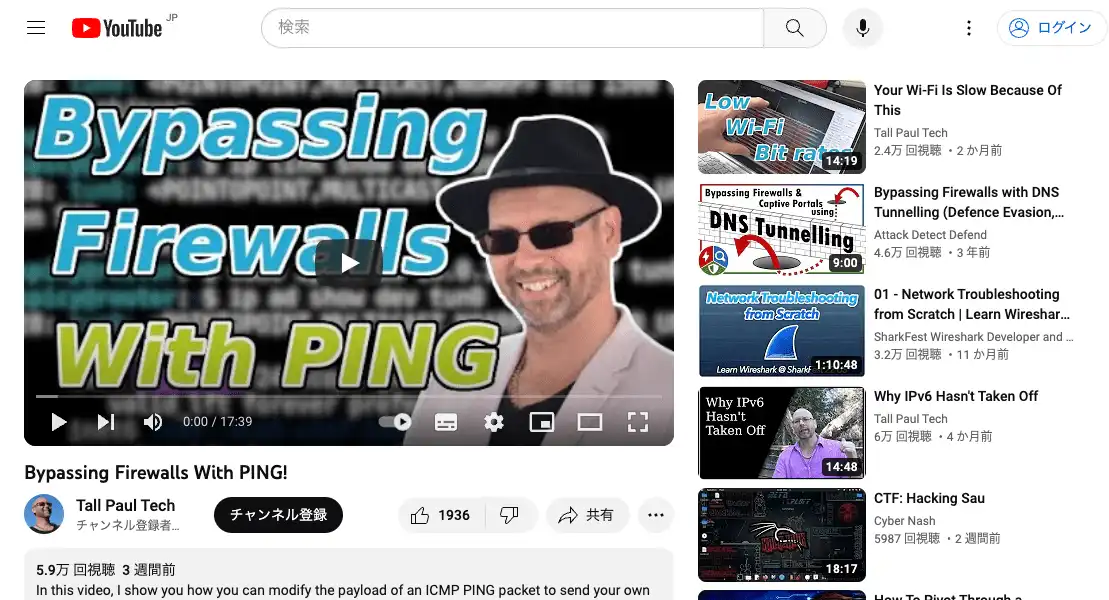 YouTube JP
検索
ログイン
Bypassing
Firewalls
With PING
0:00 / 17:39
Bypassing Firewalls With PING!
Tall Paul Tech
チャンネル登録者…
チャンネル登録
1936
共有
5.9万 回視聴 3 週間前
In this video, I show you how you can modify the payload of an ICMP PING packet to send your own
Low
Wi-Fi
Bit rates
14:19
Your Wi-Fi Is Slow Because Of
This
Tall Paul Tech
2.4万 回視聴 • 2 か月前
Bypassing Firewalls &
Captive Portals
using:
DNS Tunnelling
9:00
Bypassing Firewalls with DNS
Tunnelling (Defence Evasion,…
Attack Detect Defend
4.6万 回視聴 • 3 年前
Network Troubleshooting
from Scratch
Learn Wireshark @ Sharkf
1:10:48
01 - Network Troubleshooting
from Scratch | Learn Wireshar…
SharkFest Wireshark Developer and …
3.2万 回視聴 • 11 か月前
Why IPv6
Hasn't
Taken Off
14:48
Why IPv6 Hasn't Taken Off
Tall Paul Tech
6万 回視聴 • 4 か月前
18:17
CTF: Hacking Sau
Cyber Nash
5987 回視聴 • 2 週間前
How To Pivot Through a